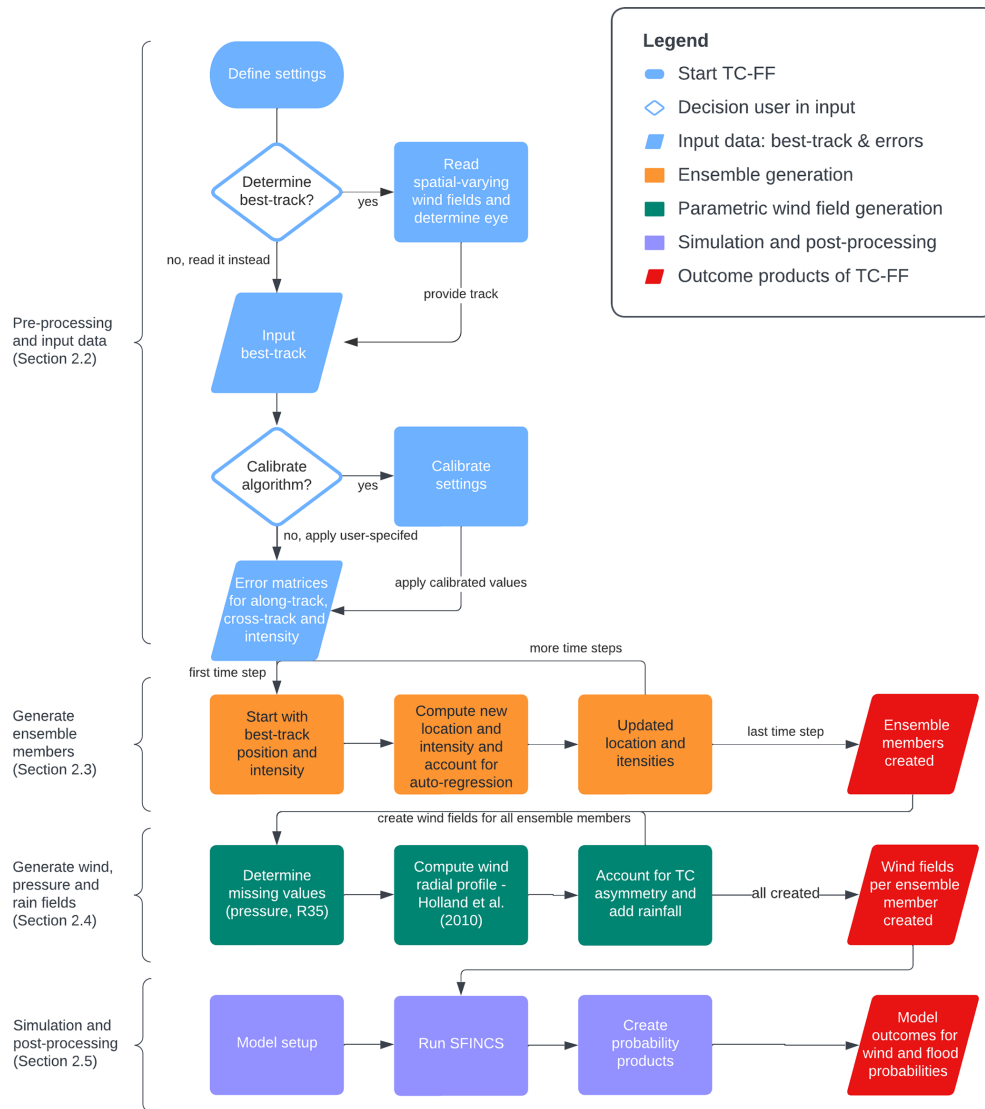 Legend
Start TC-FF
Decision user in input
Input data: best-track & errors
Ensemble generation
Parametric wind field generation
Simulation and post-processing
Outcome products of TC-FF
Pre-processing
and input data
(Section 2.2)
Define settings
Determine
best-track?
yes
Read
spatial-varying
wind fields and
determine eye
no, read it instead
provide track
Input
best-track
Calibrate
algorithm?
yes
Calibrate
settings
no, apply user-specifed
apply calibrated values
Error matrices
for along-track,
cross-track and
intensity
more time steps
first time step
Generate
ensemble
members
(Section 2.3)
Start with
best-track
position and
intensity
Compute new
location and
intensity and
account for
auto-regression
Updated
location and
itensities
last time step
Ensemble
members
created
create wind fields for all ensemble members
Generate wind,
pressure and
rain fields
(Section 2.4)
Determine
missing values
(pressure, R35)
Compute wind
radial profile -
Holland et al.
(2010)
Account for TC
asymmetry and
add rainfall
all created
Wind fields
per ensemble
member
created
Simulation and
post-processing
(Section 2.5)
Model setup
Run SFINCS
Create
probability
products
Model
outcomes for
wind and flood
probabilities